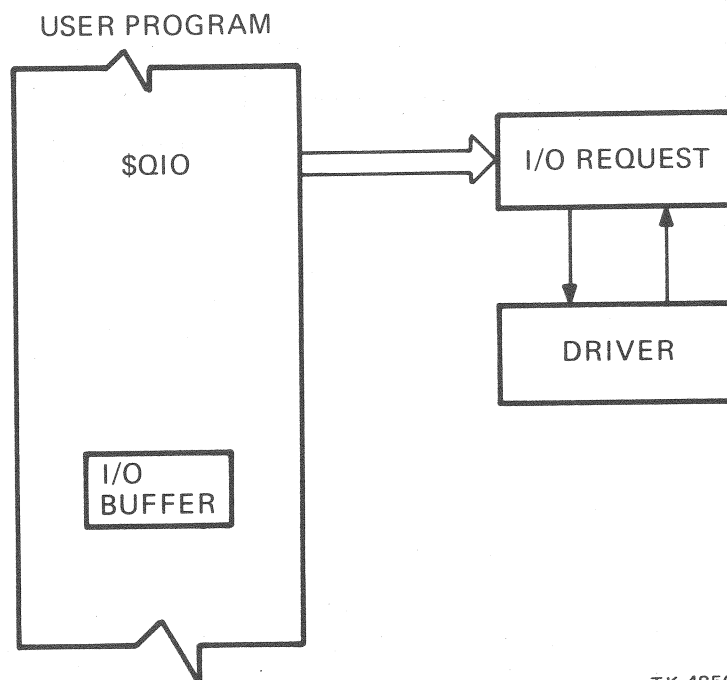 USER PROGRAM
$QIO
I/O REQUEST
DRIVER
I/O
BUFFER